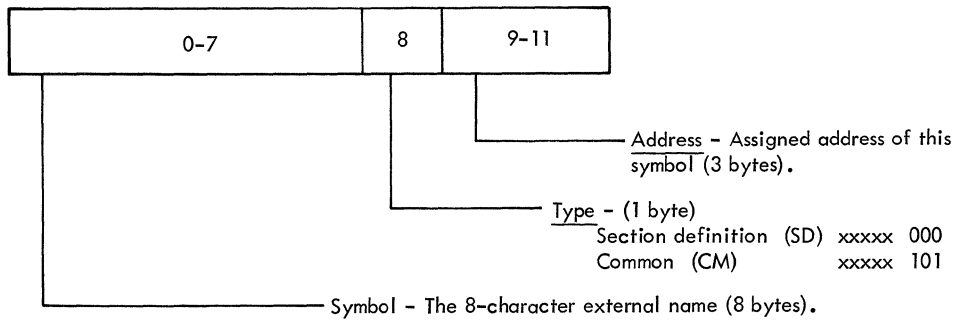 0-7 8 9-11
Address - Assigned address of this
symbol (3 bytes).
Type - (1 byte)
Section definition (SD) xxxxx 000
Common (CM) xxxxx 101
Symbol - The 8-character external name (8 bytes).